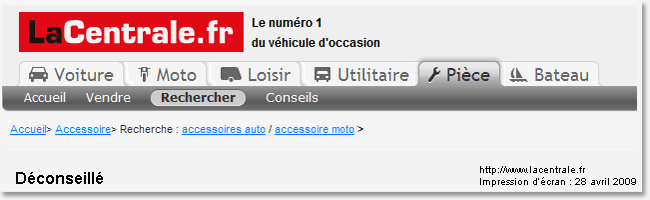 LaCentrale.fr
Le numéro 1
du véhicule d'occasion
Voiture Moto Loisir Utilitaire Pièce Bateau
Accueil Vendre Rechercher Conseils
Accueil> Accessoire> Recherche : accessoires auto / accessoire moto >
Déconseillé
http://www.lacentrale.fr
Impression d'écran : 28 avril 2009